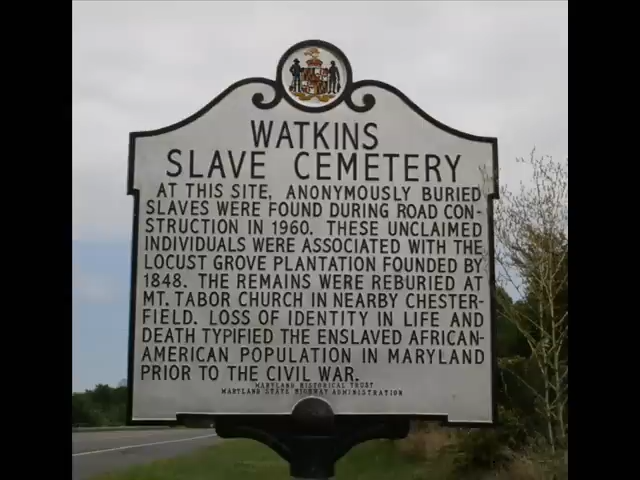 WATKINS
SLAVE CEMETERY
AT THIS SITE, ANONYMOUSLY BURIED
SLAVES WERE FOUND DURING ROAD CON-
STRUCTION IN 1960. THESE UNCLAIMED
INDIVIDUALS WERE ASSOCIATED WITH THE
LOCUST GROVE PLANTATION FOUNDED BY
1848. THE REMAINS WERE REBURIED AT
MT. TABOR CHURCH IN NEARBY CHESTER-
FIELD. LOSS OF IDENTITY IN LIFE AND
DEATH TYPIFIED THE ENSLAVED AFRICAN-
AMERICAN POPULATION IN MARYLAND
PRIOR TO THE CIVIL WAR.
MARYLAND HISTORICAL TRUST
MARYLAND STATE HIGHWAY ADMINISTRATION